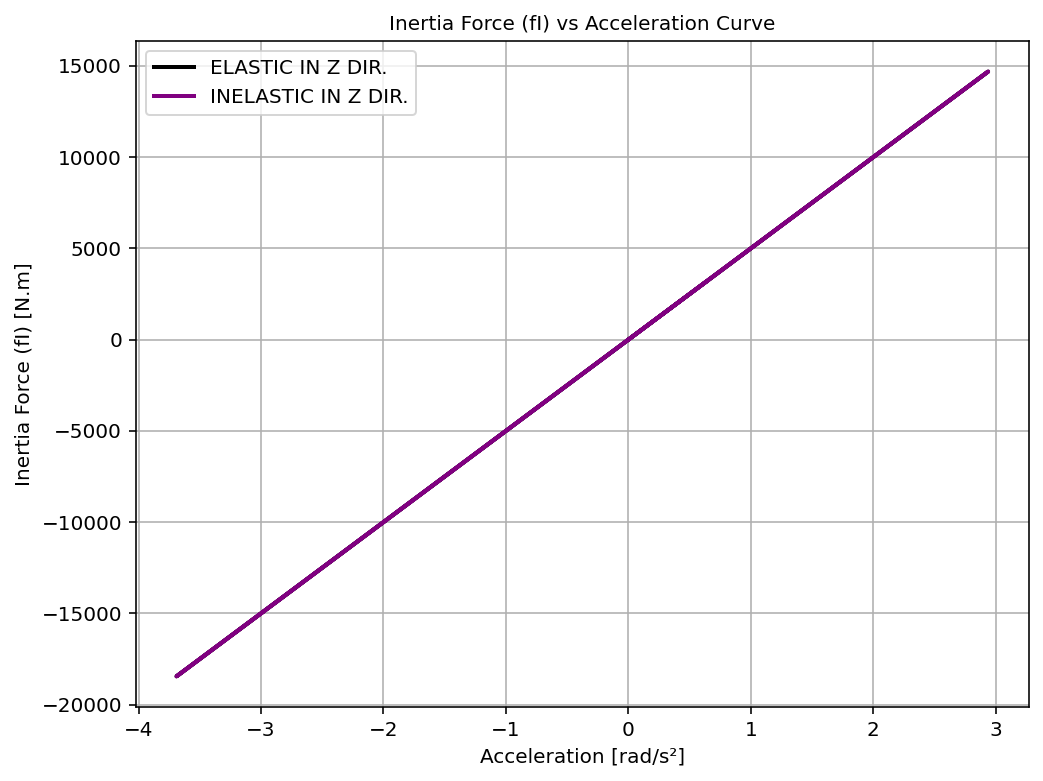 Inertia Force (fI) vs Acceleration Curve
ELASTIC IN Z DIR.
INELASTIC IN Z DIR.
15000
10000
5000
0
−5000
−10000
−15000
−20000
Inertia Force (fI) [N.m]
−4 −3 −2 −1 0 1 2 3
Acceleration [rad/s²]